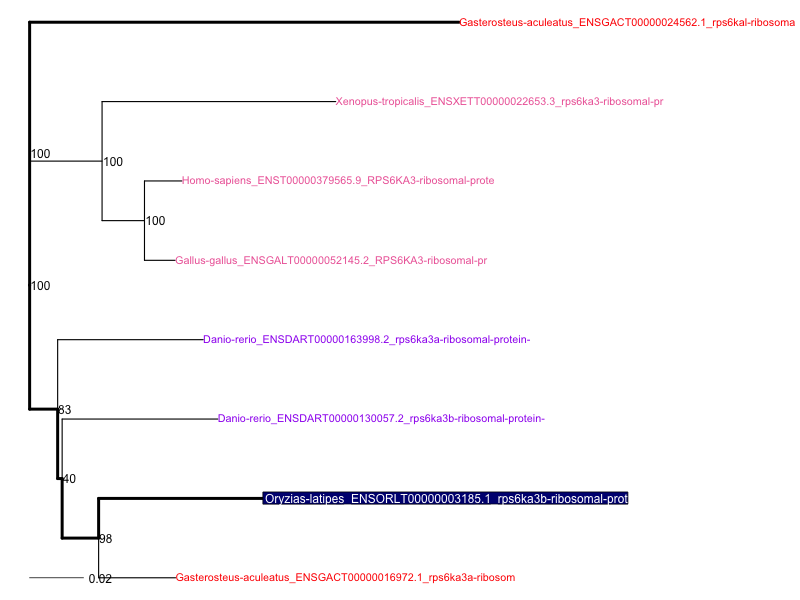 Gasterosteus-aculeatus_ENSGACT00000024562.1_rps6kal-ribosoma
Xenopus-tropicalis_ENSXETT00000022653.3_rps6ka3-ribosomal-pr
100
100
Homo-sapiens_ENST00000379565.9_RPS6KA3-ribosomal-prote
100
Gallus-gallus_ENSGALT00000052145.2_RPS6KA3-ribosomal-pr
100
Danio-rerio_ENSDART00000163998.2_rps6ka3a-ribosomal-protein-
83
Danio-rerio_ENSDART00000130057.2_rps6ka3b-ribosomal-protein-
40
Oryzias-latipes_ENSORLT00000003185.1_rps6ka3b-ribosomal-prot
98
Gasterosteus-aculeatus_ENSGACT00000016972.1_rps6ka3a-ribosom
0.02